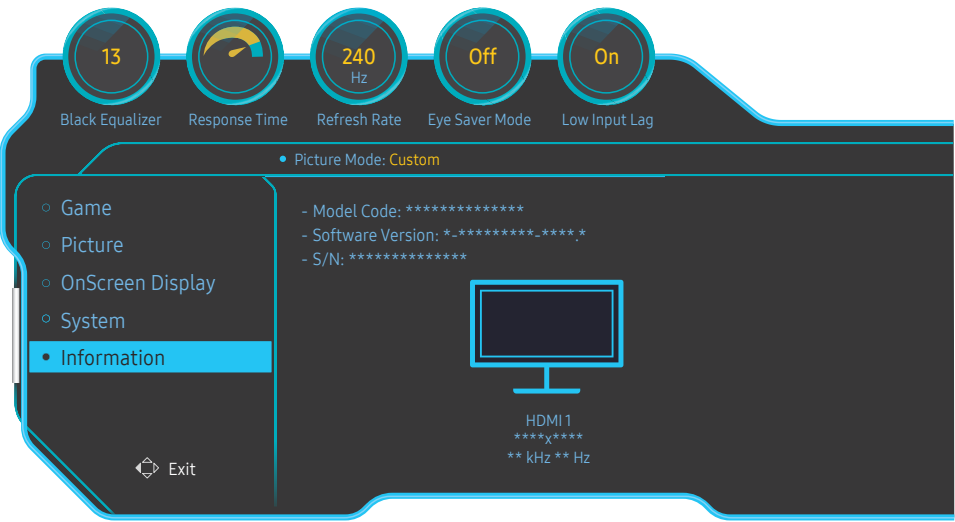 13
240
Hz
Off
On
Black Equalizer
Response Time
Refresh Rate
Eye Saver Mode
Low Input Lag
Picture Mode: Custom
Game
Picture
OnScreen Display
System
Information
Exit
- Model Code: **************
- Software Version: *-*********-****.*
- S/N: **************
HDMI 1
****x****
** kHz ** Hz